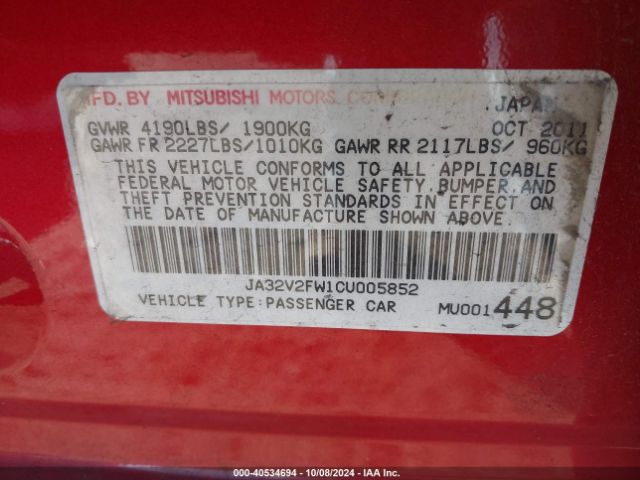 MFD. BY MITSUBISHI MOTORS JAPAN
GVWR 4190LBS/ 1900KG OCT 2011
GAWR FR 2227LBS/1010KG GAWR RR 2117LBS/ 960KG
THIS VEHICLE CONFORMS TO ALL APPLICABLE
FEDERAL MOTOR VEHICLE SAFETY, BUMPER, AND
THEFT PREVENTION STANDARDS IN EFFECT ON
THE DATE OF MANUFACTURE SHOWN ABOVE.
JA32V2FW1CU005852
VEHICLE TYPE:PASSENGER CAR MU001448
000-40534694 - 10/08/2024 - IAA Inc.